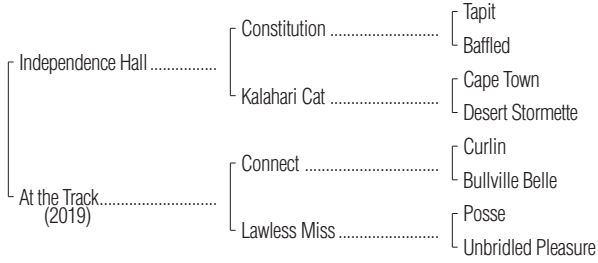 Tapit
Constitution
Baffled
Independence Hall
Cape Town
Kalahari Cat
Desert Stormette
Curlin
Connect
Bullville Belle
At the Track
(2019)
Posse
Lawless Miss
Unbridled Pleasure